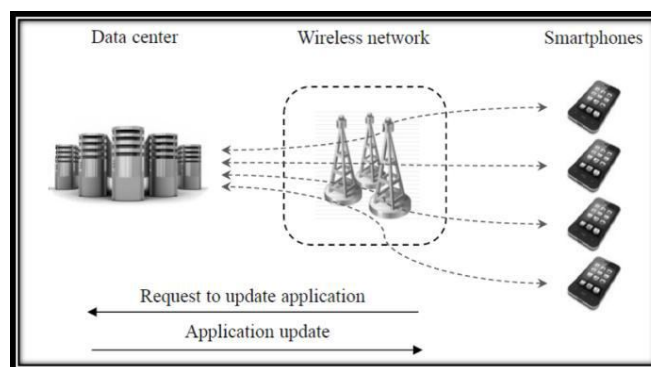 Data center
Wireless network
Smartphones
Request to update application
Application update